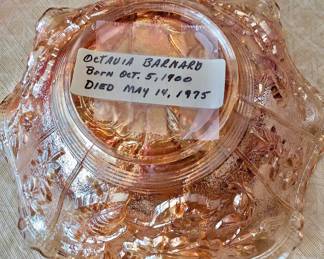 OCTAVIA BARNARD
BORN OCT. 5, 1900
DIED MAY 14, 1975